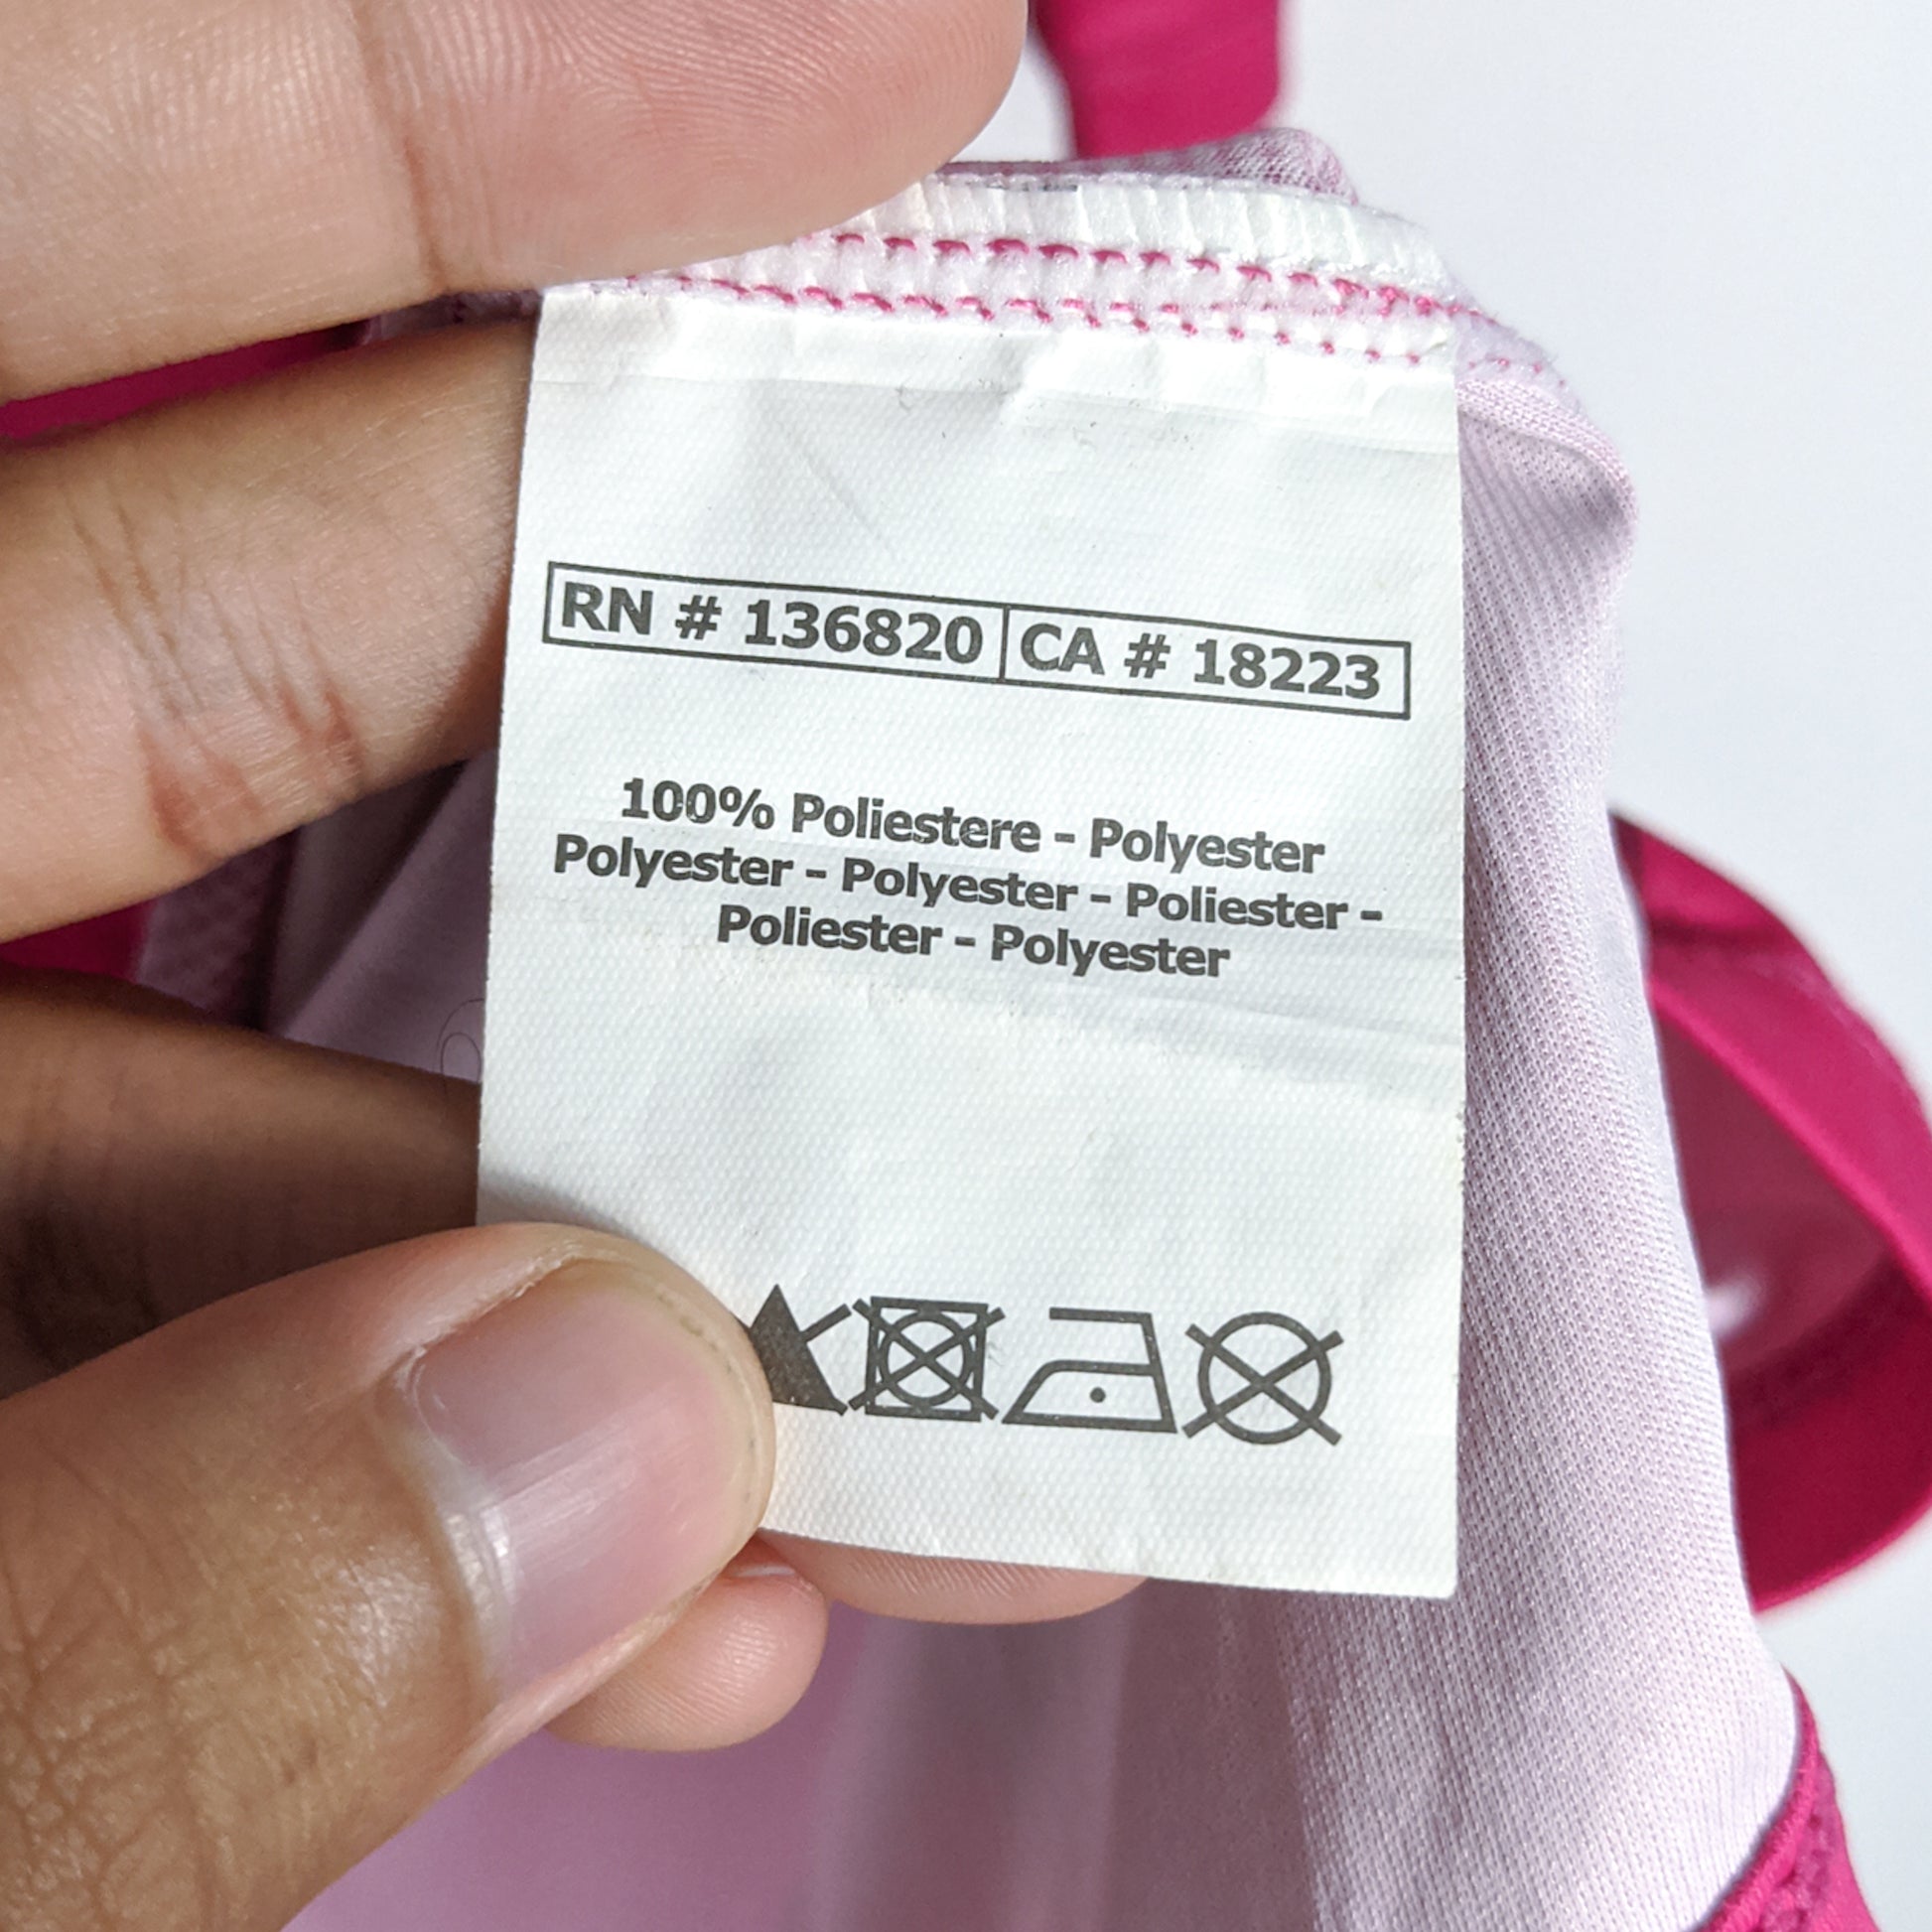 RN # 136820 CA # 18223
100% Poliestere - Polyester
Polyester - Polyester - Poliester -
Poliester - Polyester